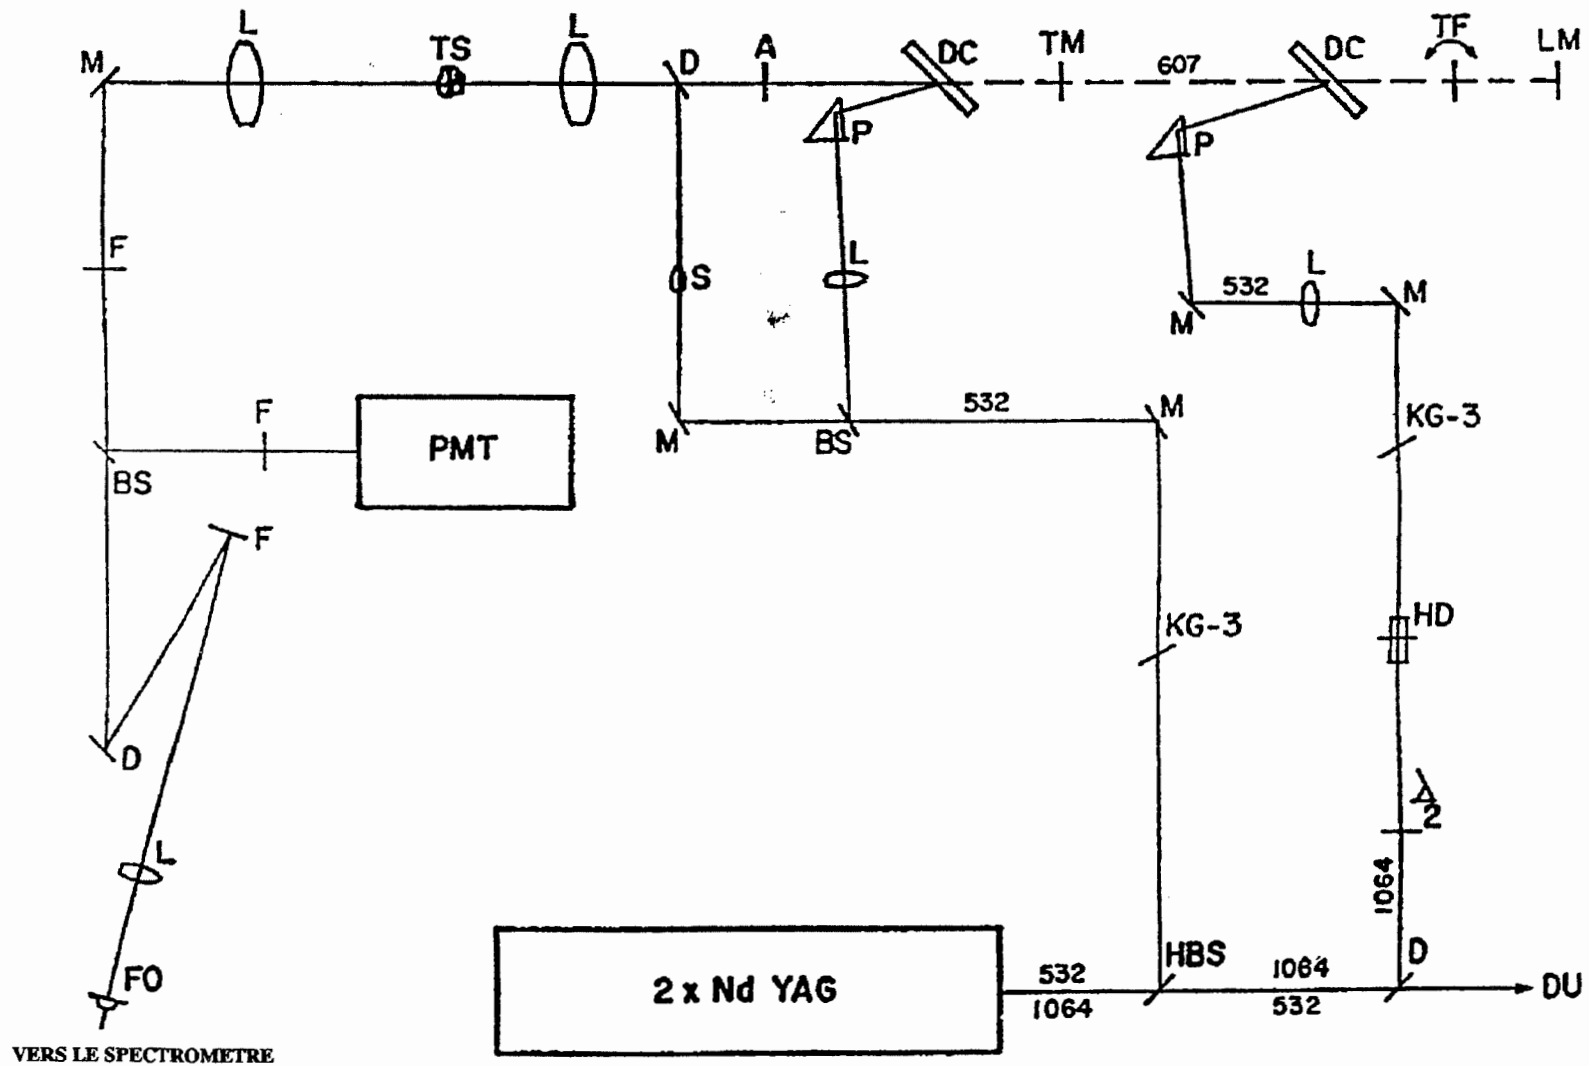 L
TS
L
D
A
DC
TM
607
DC
TF
LM
M
P
P
F
S
L
532
L
M
M
F
PMT
BS
M
BS
532
M
KG-3
F
KG-3
HD
D
λ
2
L
1064
FO
2 x Nd YAG
532
1064
HBS
1064
532
D
DU
VERS LE SPECTROMETRE